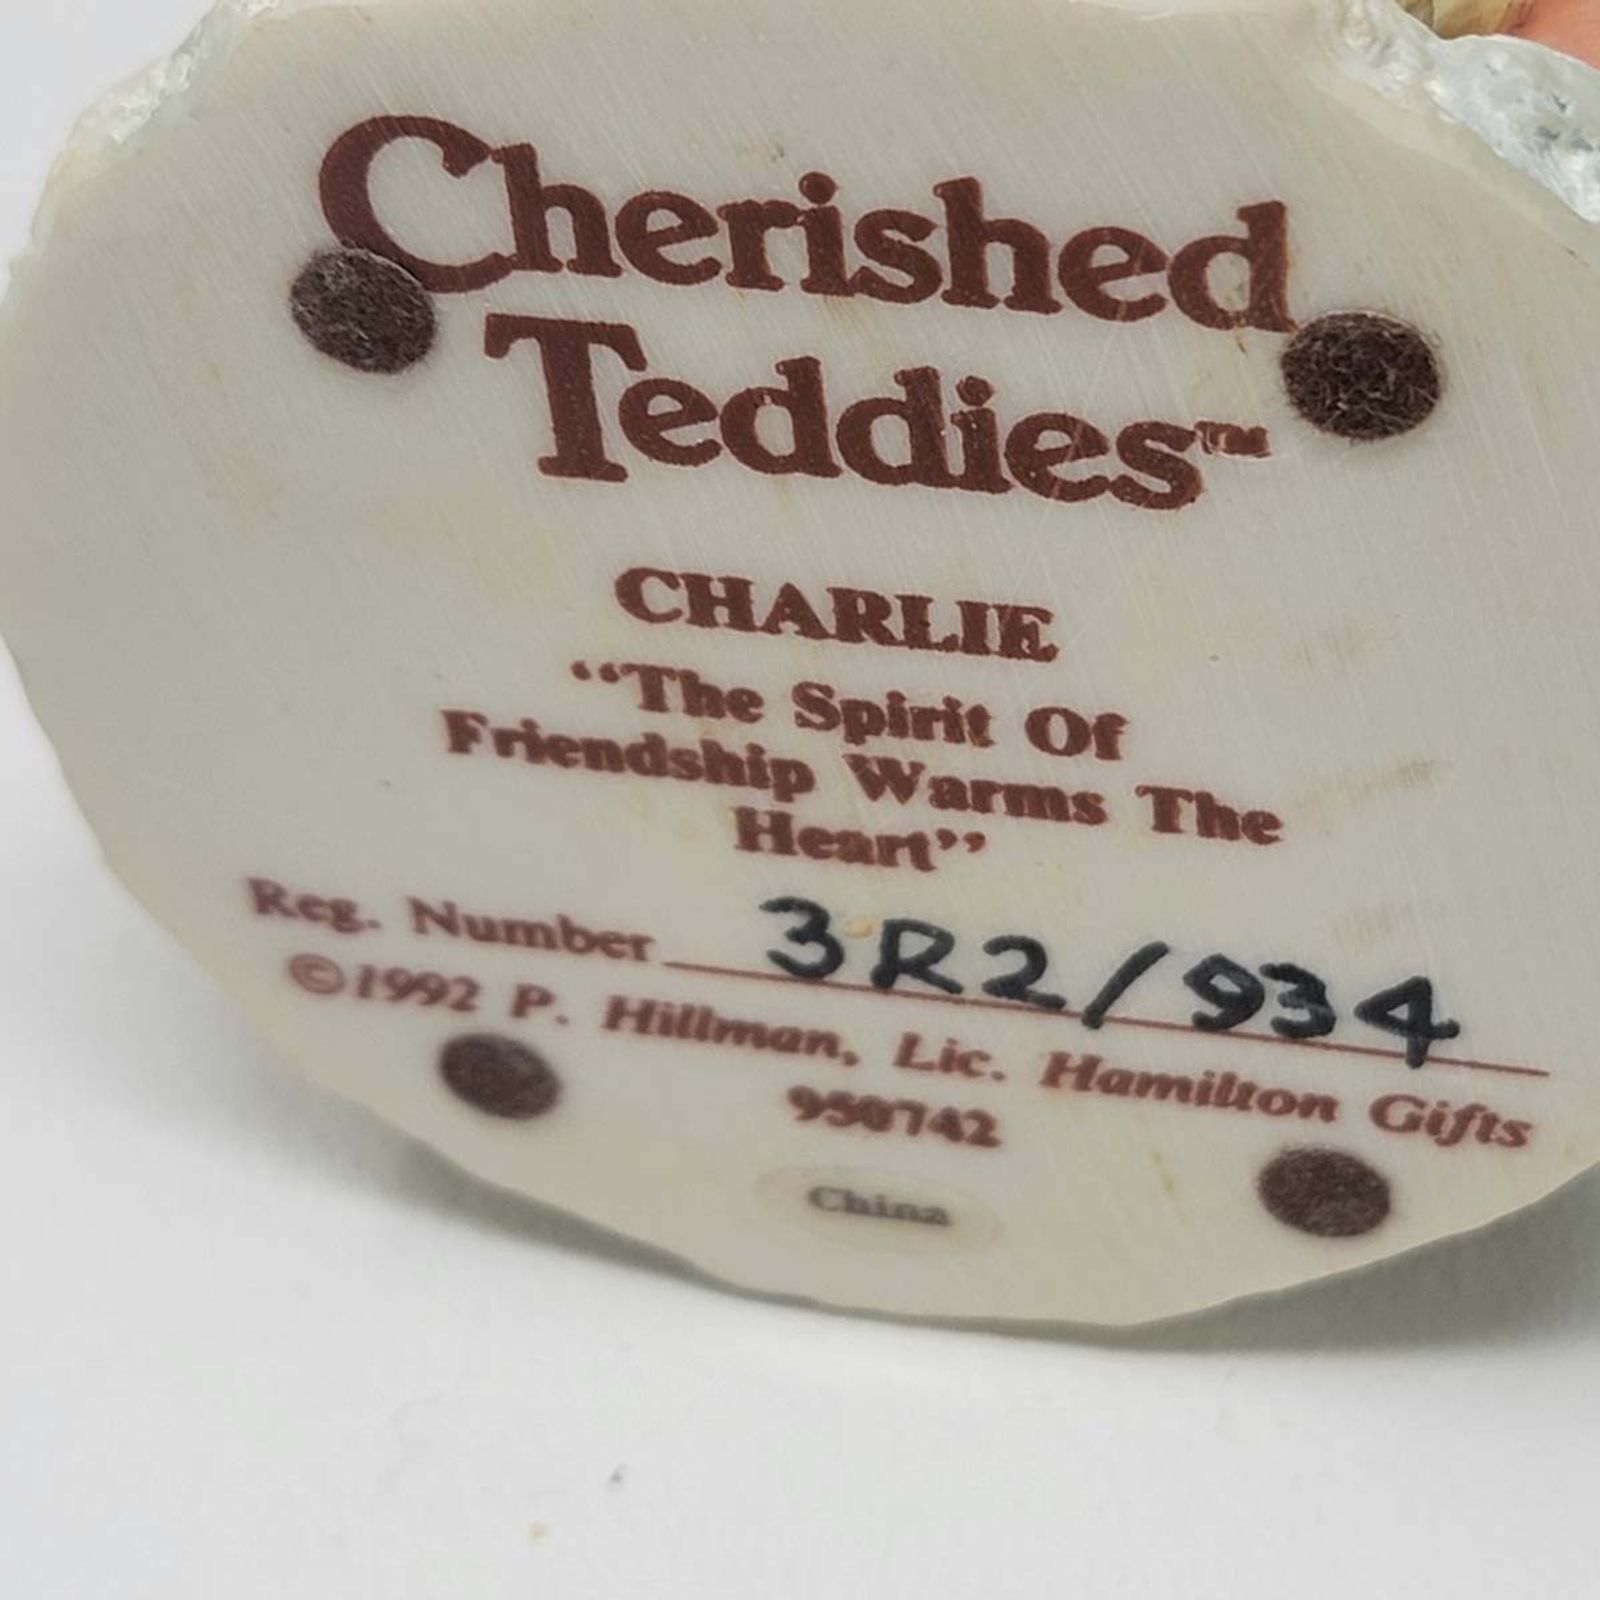 Cherished
Teddies™
CHARLIE
“The Spirit Of
Friendship Warms The
Heart”
Reg. Number 3R2/934
©1992 P. Hillman, Lic. Hamilton Gifts
950742
China